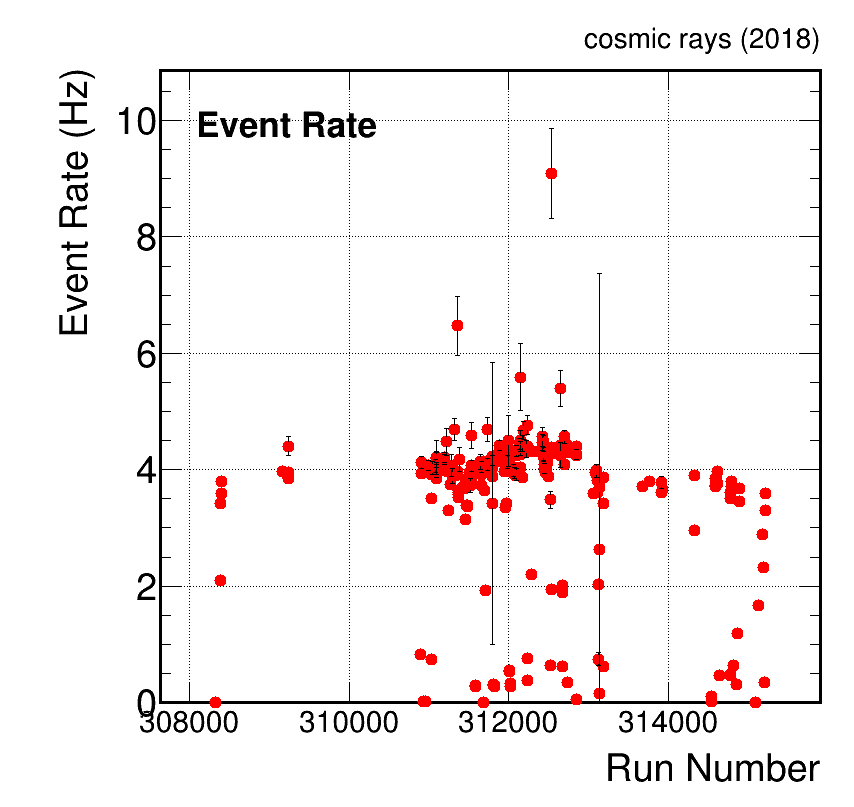 cosmic rays (2018)
Event Rate (Hz)
Event Rate
10
8
6
4
2
0
308000 310000 312000 314000
Run Number